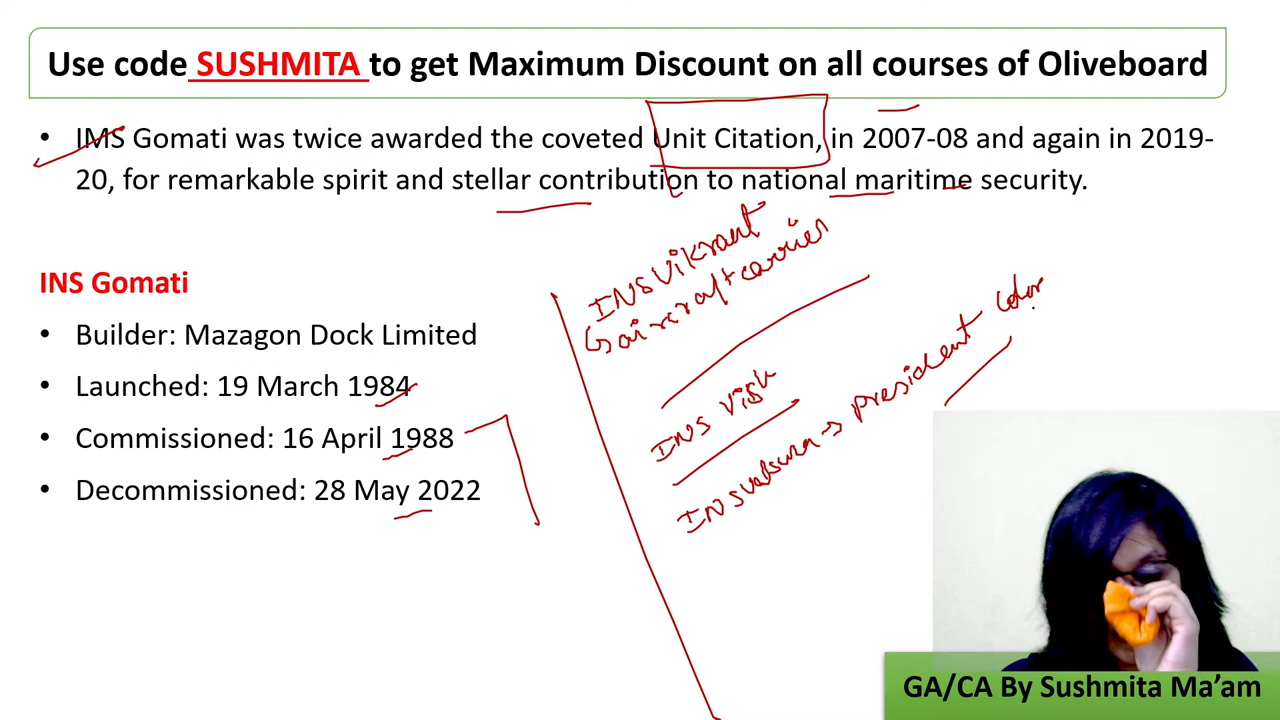 Use code SUSHMITA to get Maximum Discount on all courses of Oliveboard
• IMS Gomati was twice awarded the coveted Unit Citation, in 2007-08 and again in 2019-
20, for remarkable spirit and stellar contribution to national maritime security.
INS Gomati
• Builder: Mazagon Dock Limited
• Launched: 19 March 1984
• Commissioned: 16 April 1988
• Decommissioned: 28 May 2022
INS Vikrant
aircraft carrier
INS
INS → president color
GA/CA By Sushmita Ma’am